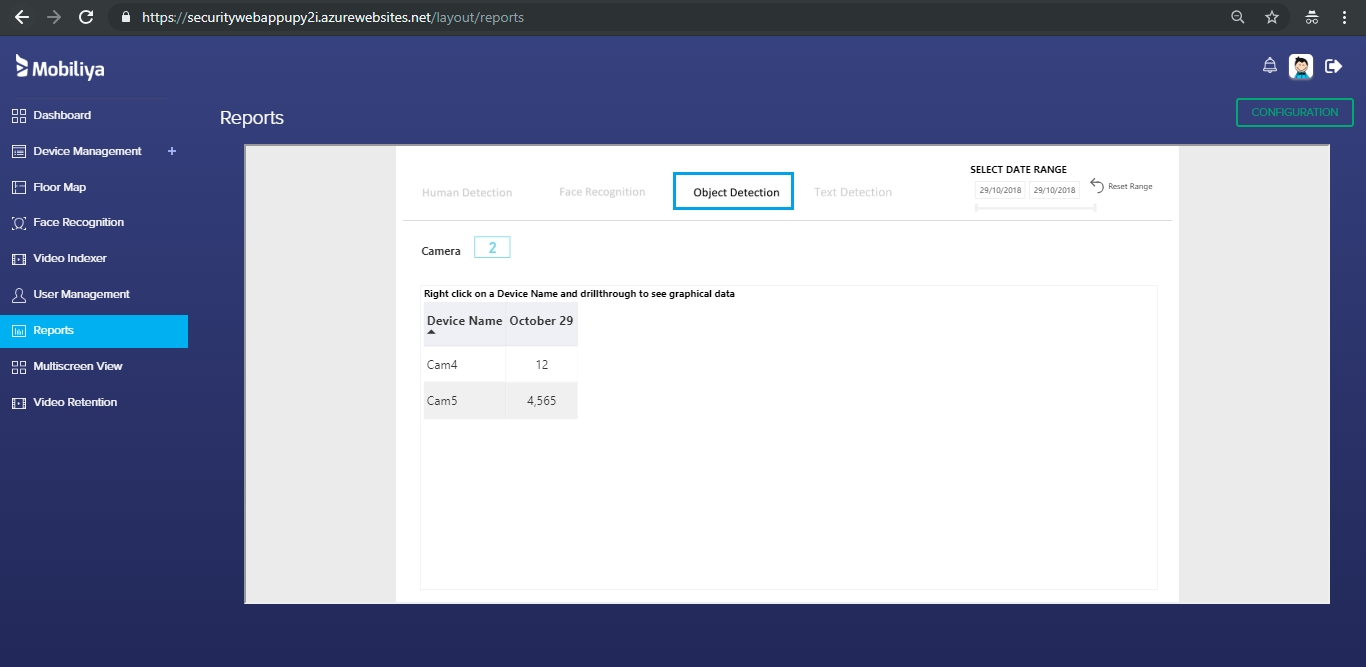 https://securitywebappupy2i.azurewebsites.net/layout/reports
Mobiliya
Dashboard
Device Management +
Floor Map
Face Recognition
Video Indexer
User Management
Reports
Multiscreen View
Video Retention
Reports
CONFIGURATION
Human Detection Face Recognition Object Detection Text Detection
SELECT DATE RANGE
29/10/2018 29/10/2018 Reset Range
Camera 2
Right click on a Device Name and drillthrough to see graphical data
Device Name October 29
Cam4 12
Cam5 4,565